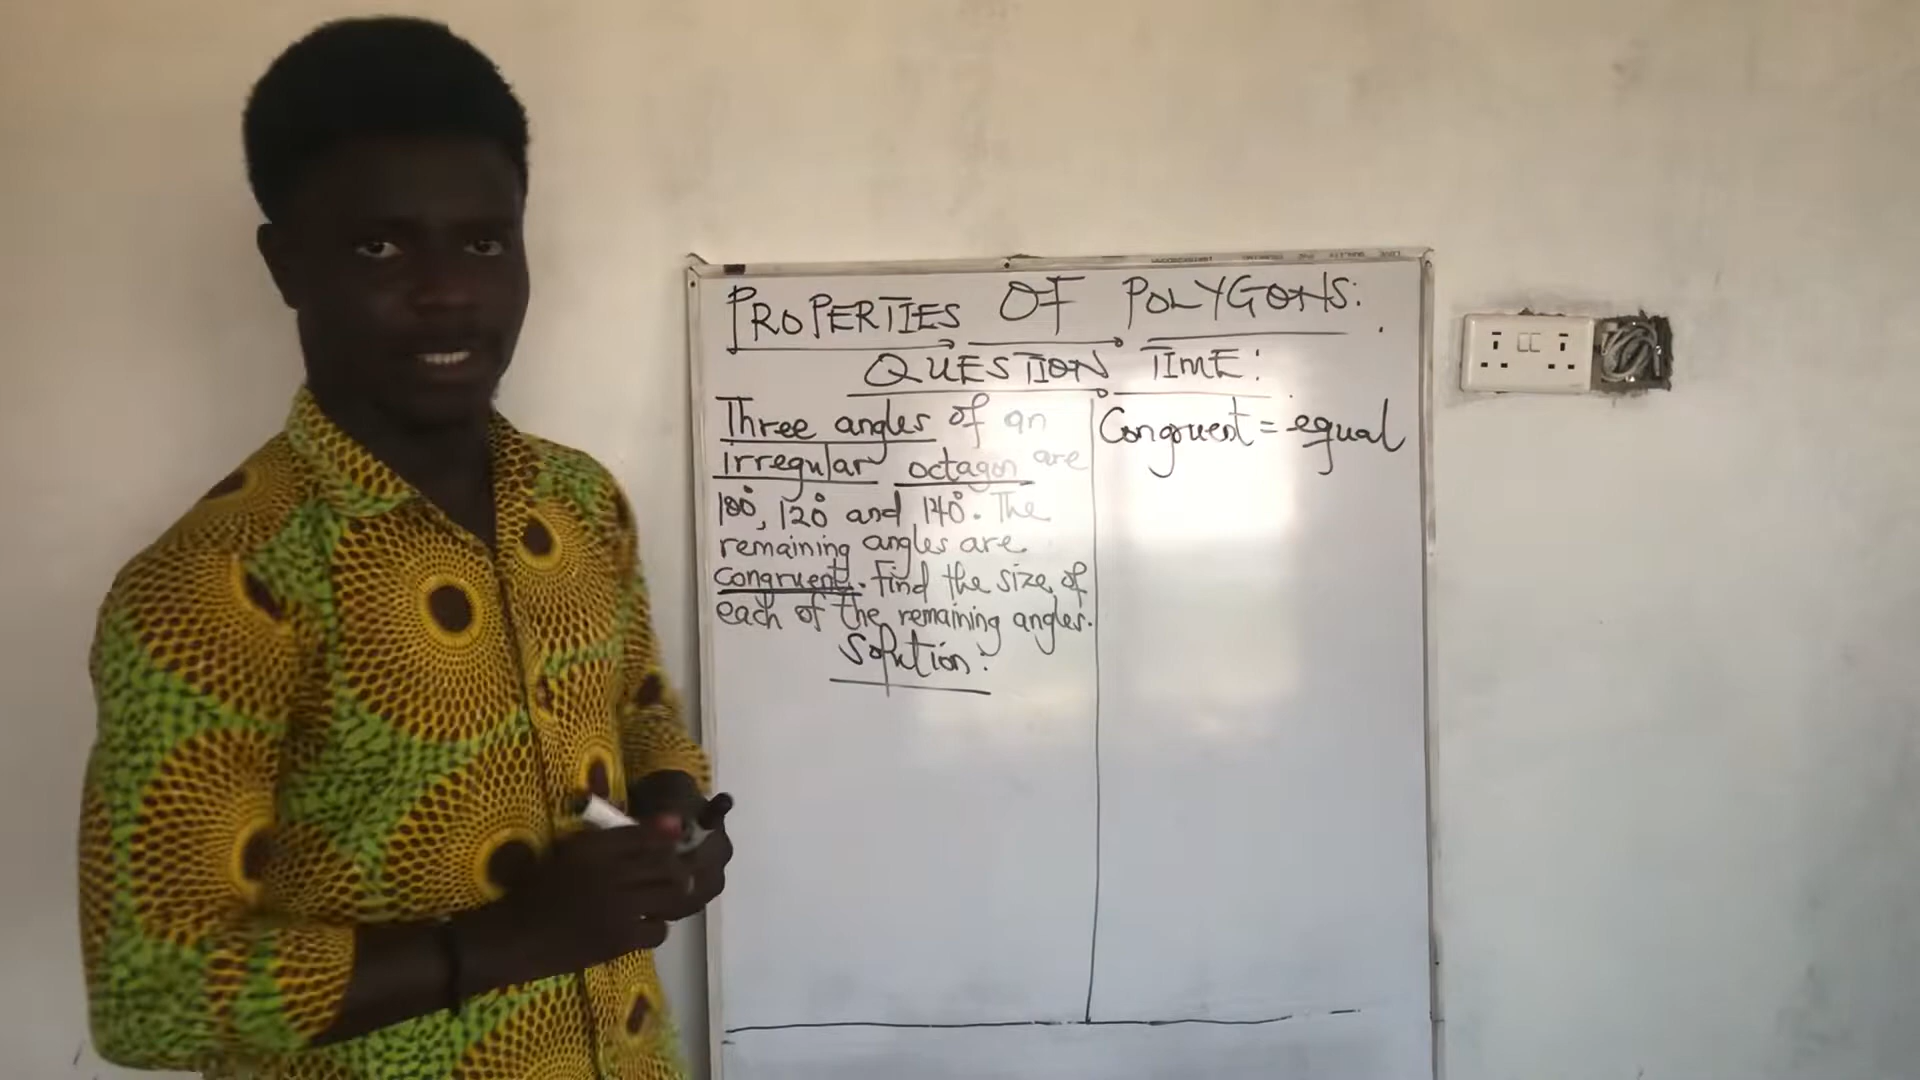 PROPERTIES OF POLYGONS:
QUESTION TIME:
Three angles of an
irregular octagon are
100°, 120° and 140°. The
remaining angles are
congruent. Find the size of
each of the remaining angles.
Solution:
Congruent = equal